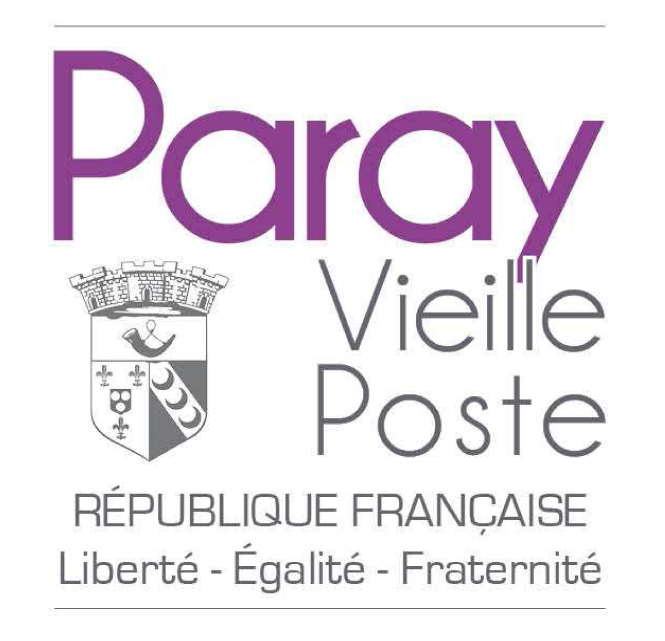 Paray
Vieille
Poste
RÉPUBLIQUE FRANÇAISE
Liberté - Égalité - Fraternité